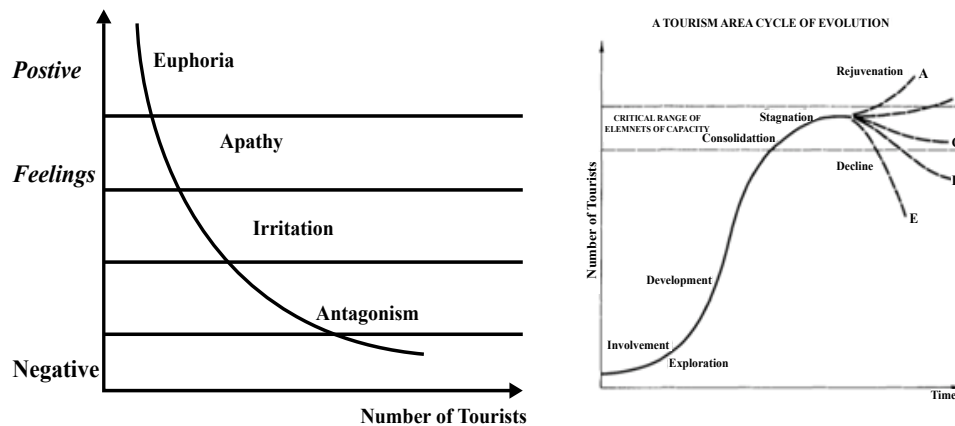 Postive
Feelings
Negative
Euphoria
Apathy
Irritation
Antagonism
Number of Tourists
A TOURISM AREA CYCLE OF EVOLUTION
Rejuvenation
A
CRITICAL RANGE OF
ELEMNETS OF CAPACITY
Stagnation
Consolidattion
Decline
E
Development
Involvement
Exploration
Number of Tourists
Time